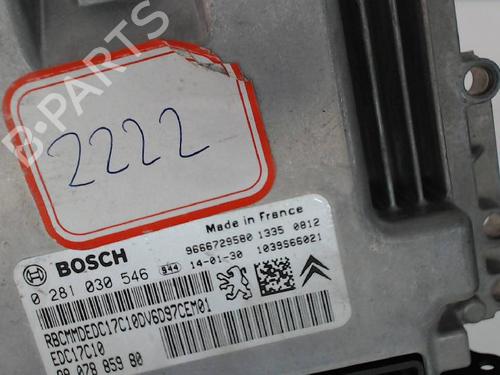 B-PARTS
2222
Made in France
BOSCH
9666729580 1335 0812
0 281 030 546 S44 14-01-30 1039S66021
RBCMMDEDC17C10DV6D97CEM01
EDC17C10
98 078 859 80